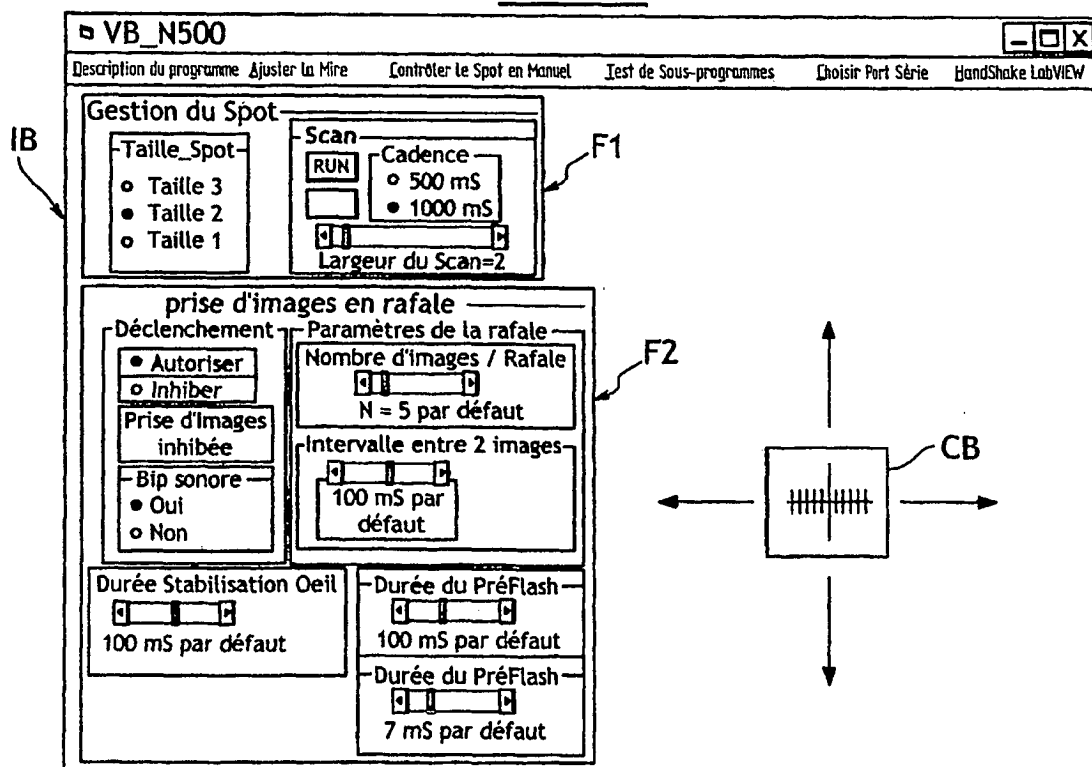 VB_N500
Description du programme Ajuster la Mire Contrôler le Spot en Manuel Test de Sous-programmes Choisir Port Série HandShake LabVIEW
IB
Gestion du Spot
Taille_Spot
Taille 3
Taille 2
Taille 1
Scan
RUN
Cadence
500 mS
1000 mS
Largeur du Scan=2
F1
prise d'images en rafale
Déclenchement
Autoriser
Inhiber
Prise d'Images
inhibée
Bip sonore
Oui
Non
Paramètres de la rafale
Nombre d'images / Rafale
N = 5 par défaut
Intervalle entre 2 images
100 mS par
défaut
F2
Durée Stabilisation Oeil
100 mS par défaut
Durée du PréFlash
100 mS par défaut
Durée du PréFlash
7 mS par défaut
CB